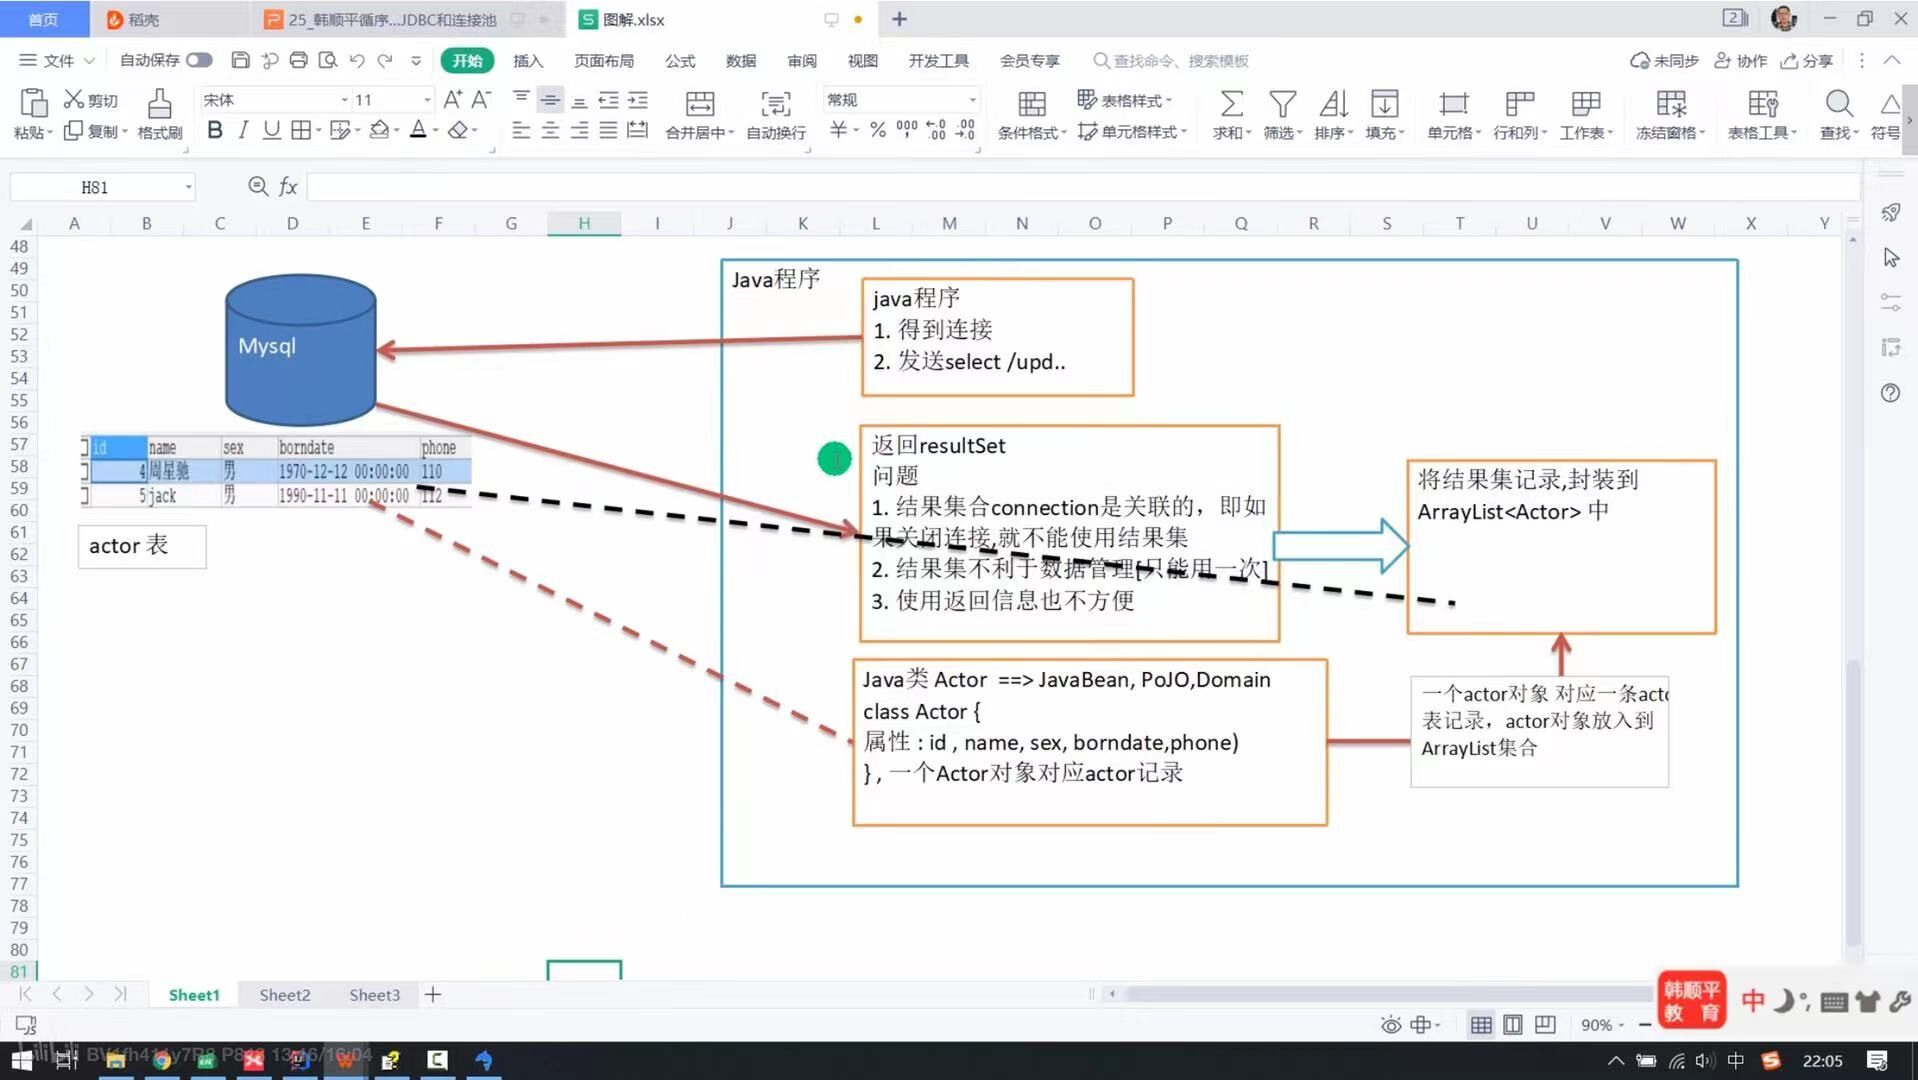 首页
稻壳
25_韩顺平循序...JDBC和连接池
图解.xlsx
文件
自动保存
开始
插入
页面布局
公式
数据
审阅
视图
开发工具
会员专享
查找命令、搜索模板
未同步
协作
分享
粘贴
剪切
复制
格式刷
宋体
11
合并居中
自动换行
常规
条件格式
表格样式
单元格样式
求和
筛选
排序
填充
单元格
行和列
工作表
冻结窗格
表格工具
查找
符号
H81
fx
A B C D E F G H I J K L M N O P Q R S T U V W X Y
48
49
50
51
52
53
54
55
56
57
58
59
60
61
62
63
64
65
66
67
68
69
70
71
72
73
74
75
76
77
78
79
80
81
Mysql
id name sex borndate phone
4 周星驰 男 1970-12-12 00:00:00 110
5 jack 男 1990-11-11 00:00:00 112
actor 表
Java程序
java程序
1. 得到连接
2. 发送select /upd..
返回resultSet
问题
1. 结果集合connection是关联的，即如
果关闭连接,就不能使用结果集
2. 结果集不利于数据管理[只能用一次]
3. 使用返回信息也不方便
将结果集记录,封装到
ArrayList<Actor> 中
Java类 Actor ==> JavaBean, PoJO,Domain
class Actor {
属性 : id , name, sex, borndate,phone)
} , 一个Actor对象对应actor记录
一个actor对象 对应一条acto
表记录，actor对象放入到
ArrayList集合
Sheet1
Sheet2
Sheet3
90%
韩顺平
教 育
中
中
22:05